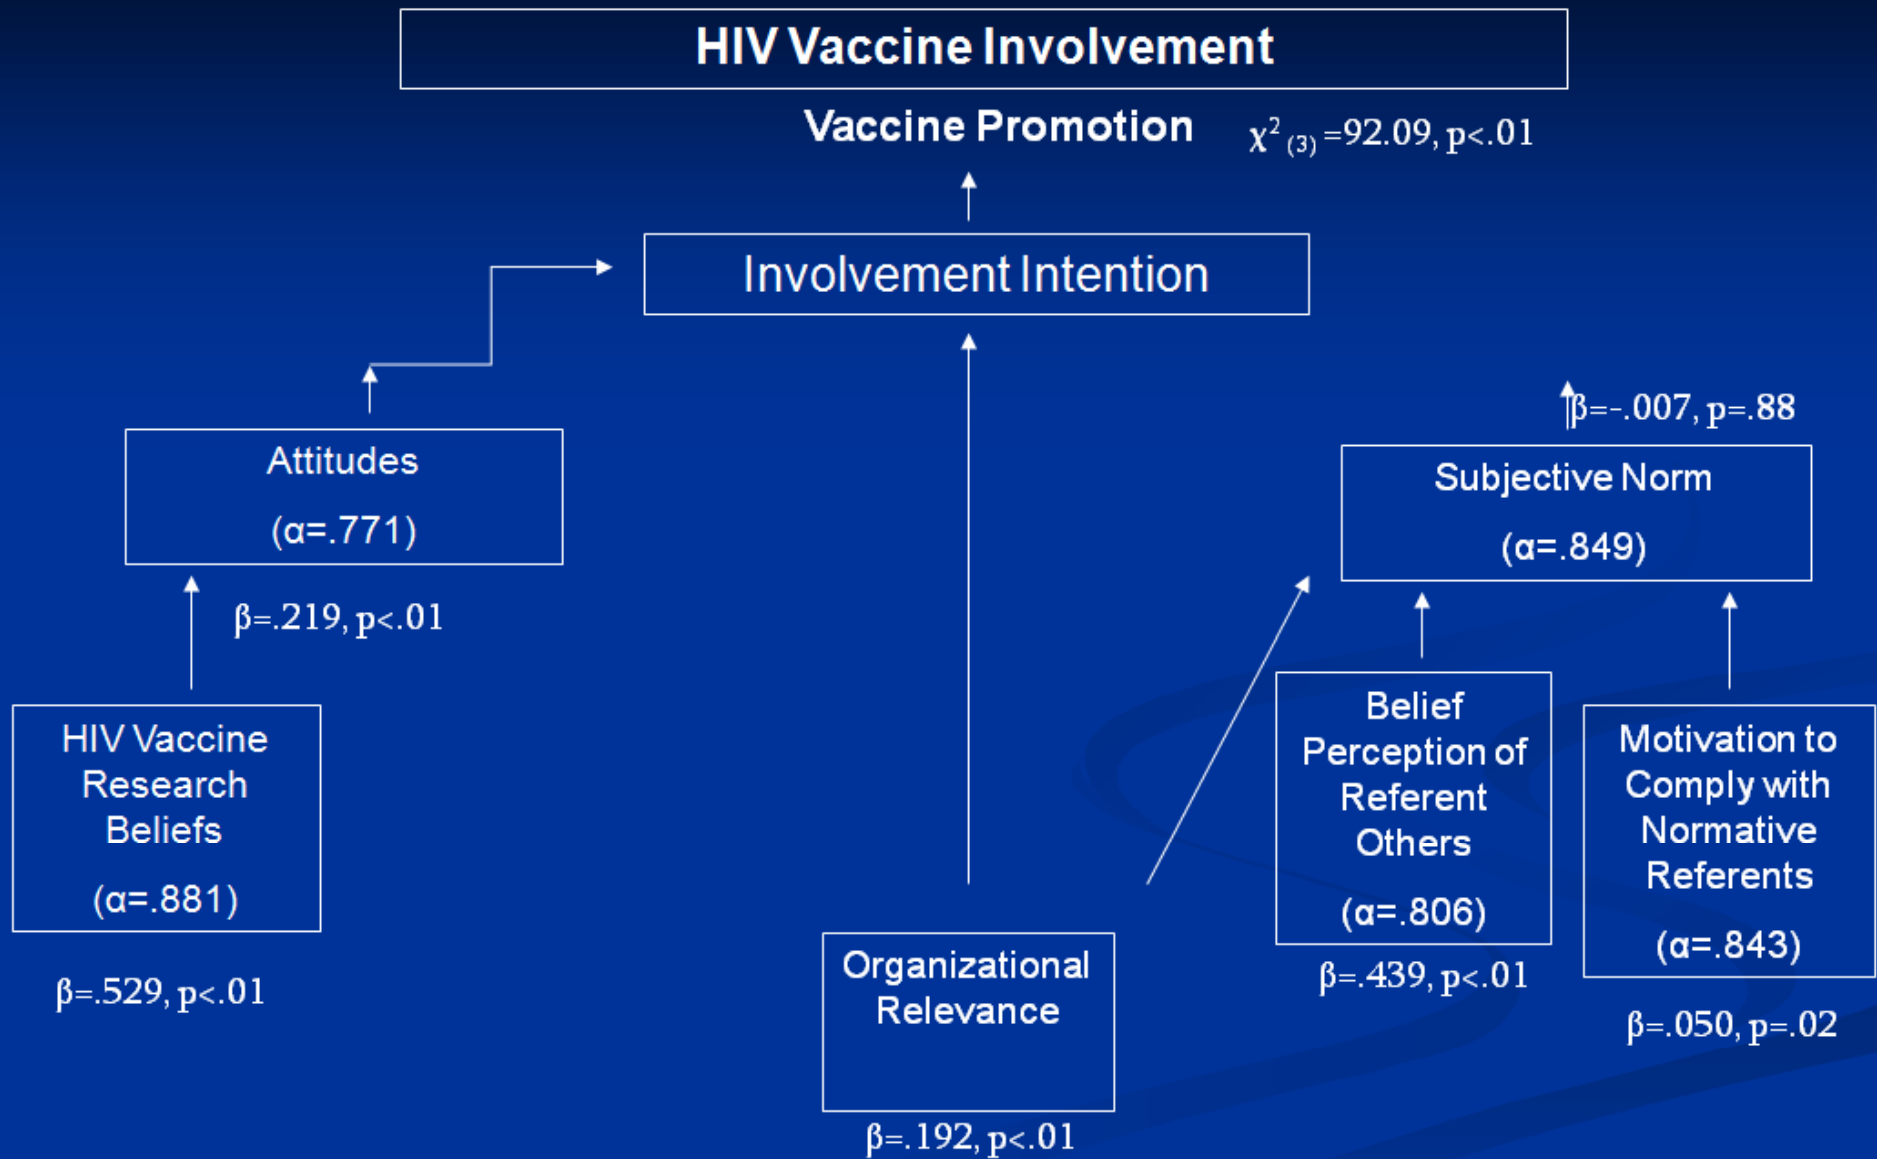 HIV Vaccine Involvement
Vaccine Promotion
χ² (3) =92.09, p<.01
Involvement Intention
Attitudes
(α=.771)
β=.219, p<.01
HIV Vaccine
Research
Beliefs
(α=.881)
β=.529, p<.01
Organizational
Relevance
β=.192, p<.01
β=-.007, p=.88
Subjective Norm
(α=.849)
Belief
Perception of
Referent
Others
(α=.806)
β=.439, p<.01
Motivation to
Comply with
Normative
Referents
(α=.843)
β=.050, p=.02